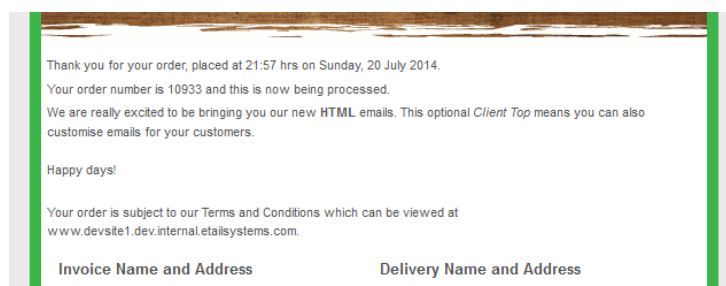 Thank you for your order, placed at 21:57 hrs on Sunday, 20 July 2014.
Your order number is 10933 and this is now being processed.
We are really excited to be bringing you our new HTML emails. This optional Client Top means you can also
customise emails for your customers.
Happy days!
Your order is subject to our Terms and Conditions which can be viewed at
www.devsite1.dev.internal.etailsystems.com.
Invoice Name and Address
Delivery Name and Address